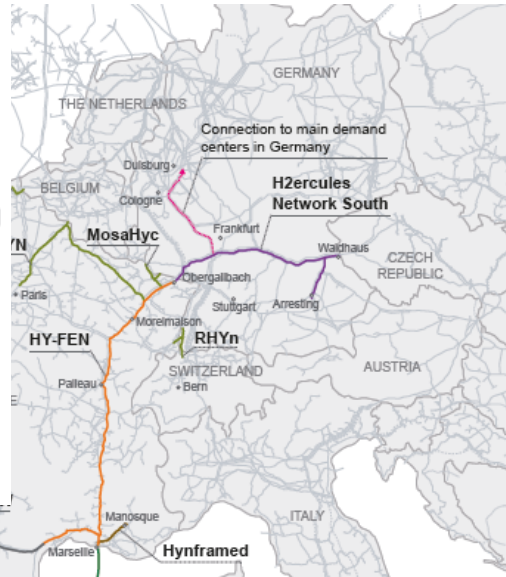 GERMANY
THE NETHERLANDS
Connection to main demand
centers in Germany
Duisburg
BELGIUM
Cologne
H2ercules
Network South
Frankfurt
MosaHyc
YN
Waldhaus
CZECH
REPUBLIC
Obergailbach
Paris
Stuttgart
Arresting
Morelmaison
HY-FEN
RHYn
SWITZERLAND
AUSTRIA
Palleau
Bern
E
Manosque
ITALY
Marseille
Hynframed